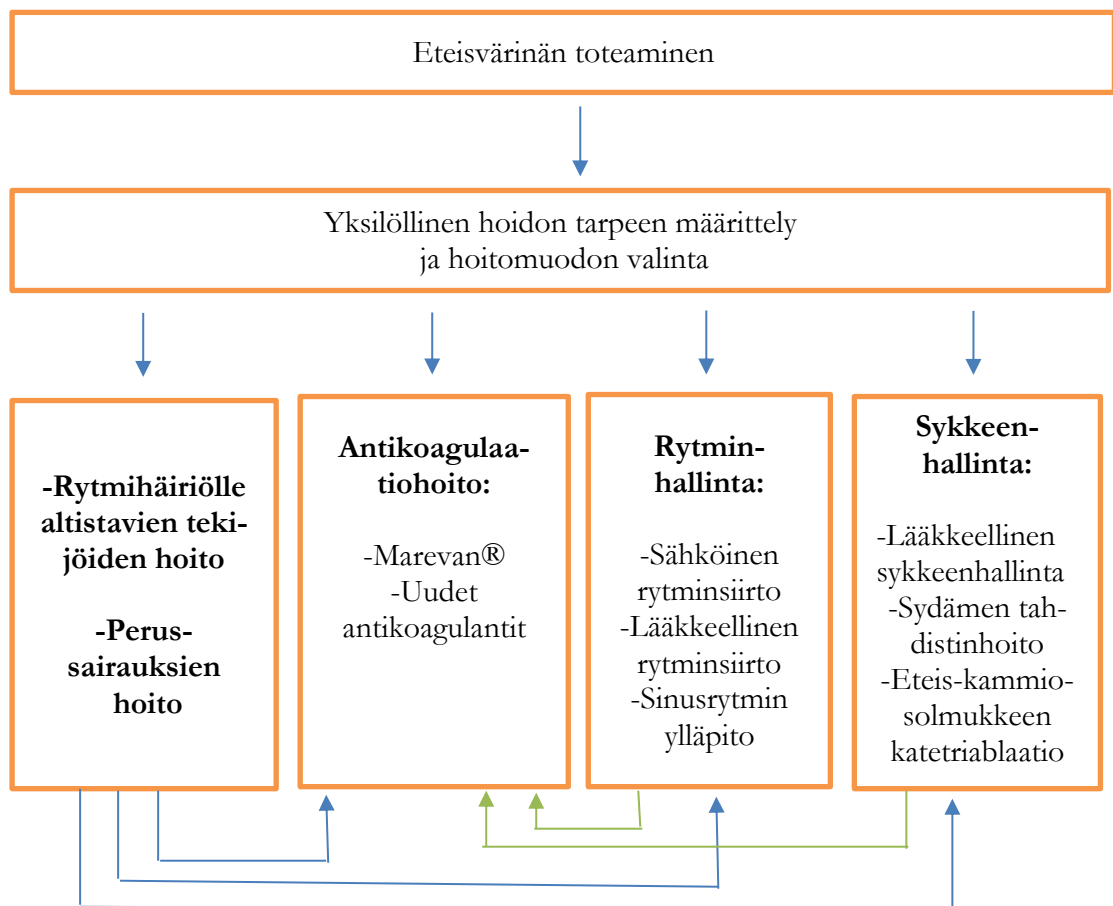 Eteisvärinän toteaminen
Yksilöllinen hoidon tarpeen määrittely
ja hoitomuodon valinta
-Rytmihäiriölle
altistavien teki-
jöiden hoito
-Perus-
sairauksien
hoito
Antikoagulaa-
tiohoito:
-Marevan®
-Uudet
antikoagulantit
Rytmin-
hallinta:
-Sähköinen
rytminsiirto
-Lääkkeellinen
rytminsiirto
-Sinusrytmin
ylläpito
Sykkeen-
hallinta:
-Lääkkeellinen
sykkeenhallinta
-Sydämen tah-
distinhoito
-Eteis-kammio-
solmukkeen
katetriablaatio